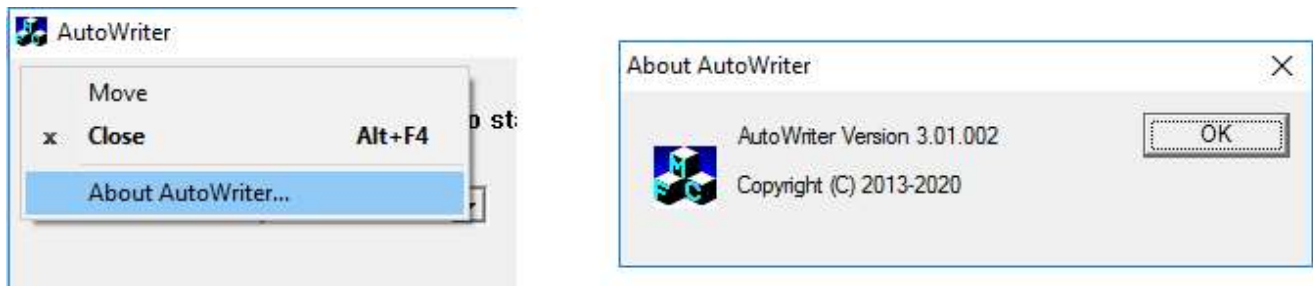 AutoWriter
Move
x Close Alt+F4
About AutoWriter...
About AutoWriter
AutoWriter Version 3.01.002
OK
Copyright (C) 2013-2020
M
F C